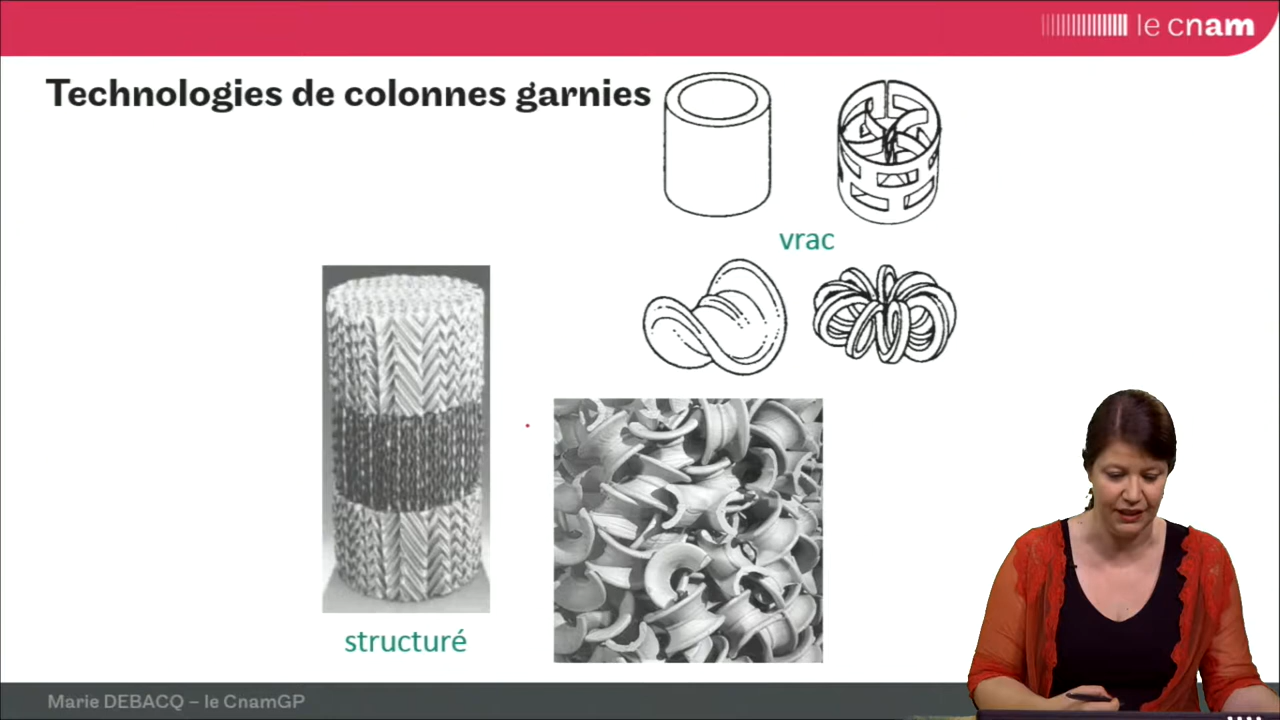 le cnam
Technologies de colonnes garnies
vrac
structuré
Marie DEBACQ – le CnamGP